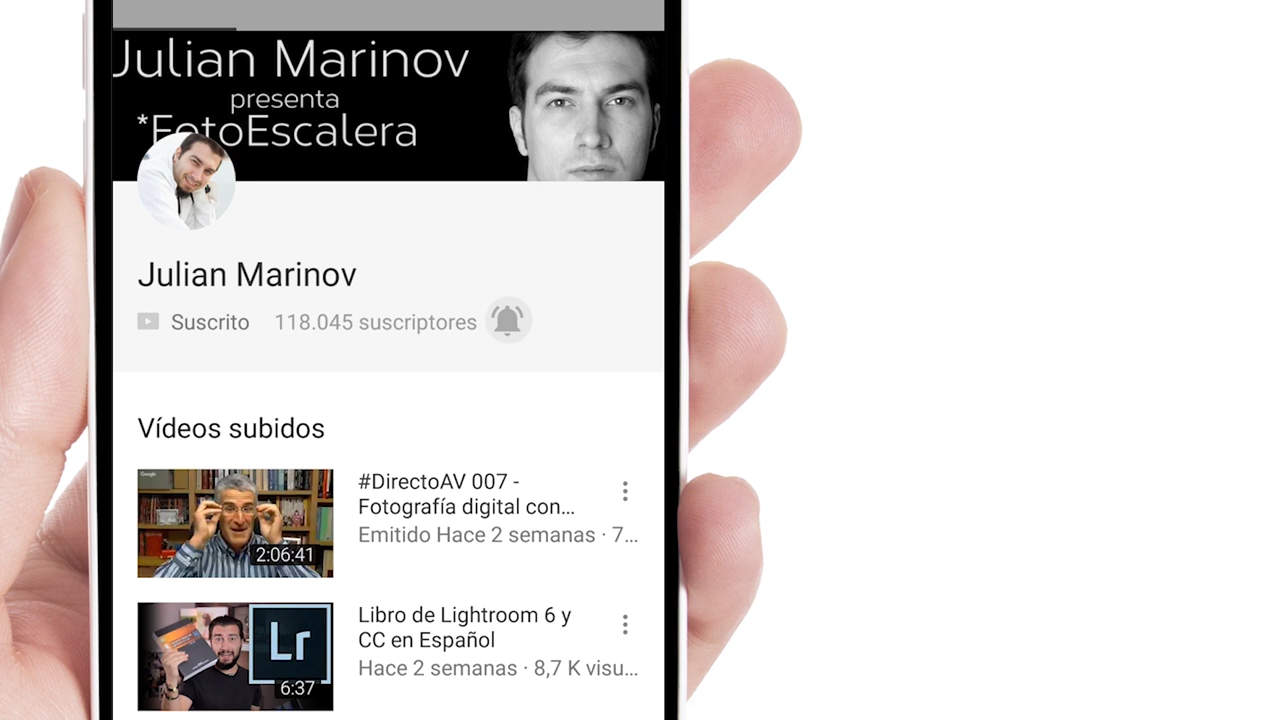 Julian Marinov
presenta
*FotoEscalera
Julian Marinov
Suscrito 118.045 suscriptores
Vídeos subidos
#DirectoAV 007 -
Fotografía digital con...
Emitido Hace 2 semanas · 7...
Google
2:06:41
Libro de Lightroom 6 y
CC en Español
Hace 2 semanas · 8,7 K visu...
Lr
6:37